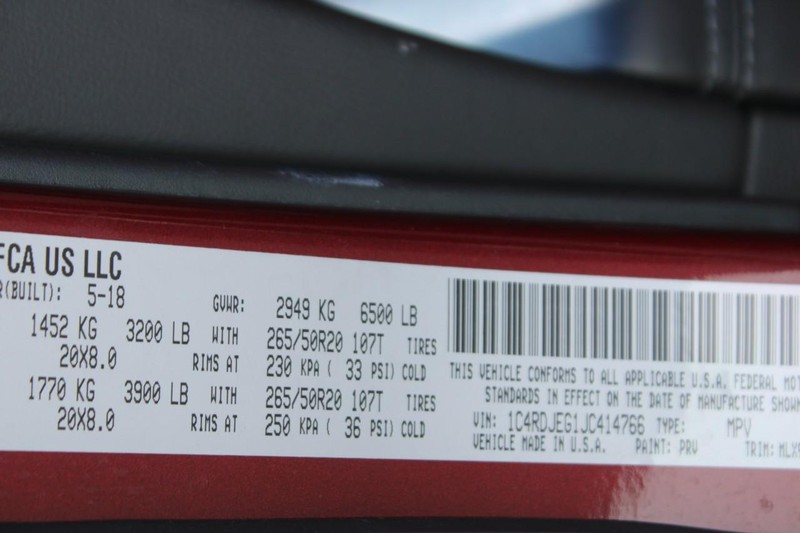 FCA US LLC
R(BUILT): 5-18 GVWR: 2949 KG 6500 LB
1452 KG 3200 LB WITH 265/50R20 107T TIRES
20X8.0 RIMS AT 230 KPA ( 33 PSI) COLD
1770 KG 3900 LB WITH 265/50R20 107T TIRES
20X8.0 RIMS AT 250 KPA ( 36 PSI) COLD
THIS VEHICLE CONFORMS TO ALL APPLICABLE U.S.A. FEDERAL MOT
STANDARDS IN EFFECT ON THE DATE OF MANUFACTURE SHOWN
VIN: 1C4RDJEG1JC414766 TYPE: MPV
VEHICLE MADE IN U.S.A. PAINT: PRV TRIM: MLX9